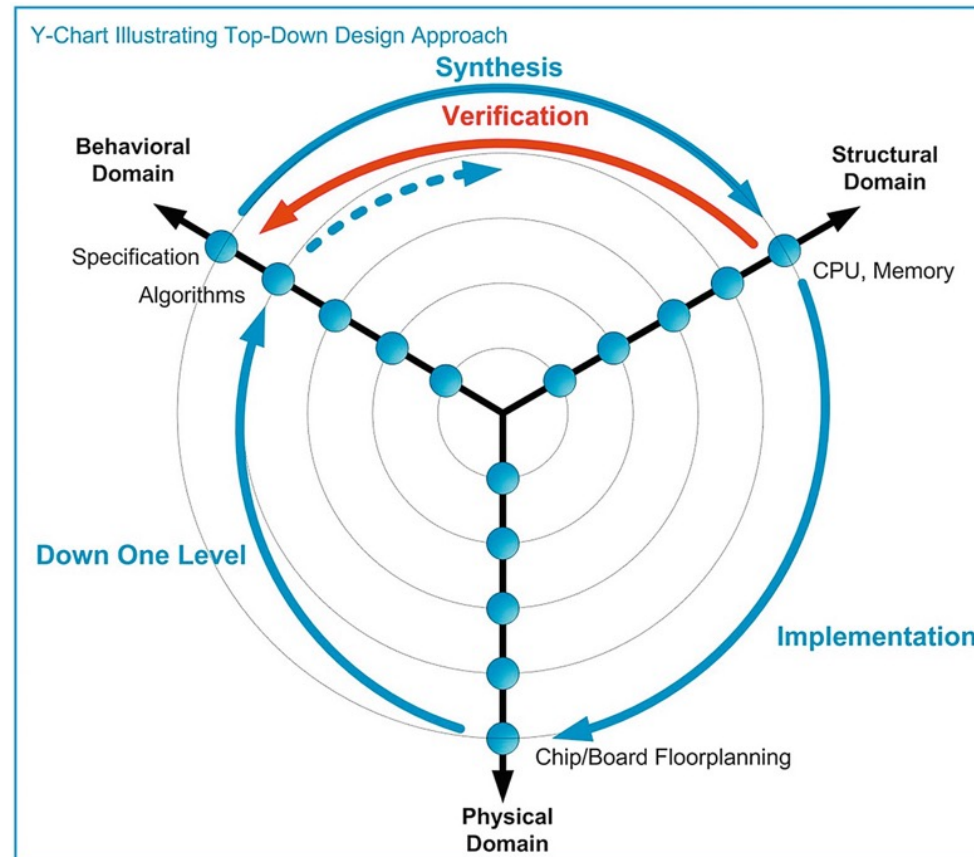 Y-Chart Illustrating Top-Down Design Approach
Synthesis
Verification
Behavioral
Domain
Structural
Domain
Specification
CPU, Memory
Algorithms
Down One Level
Implementation
Chip/Board Floorplanning
Physical
Domain